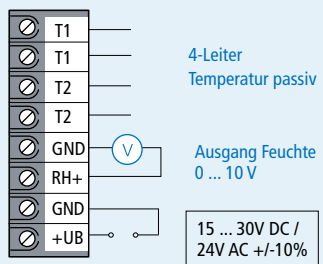 T1
T1
T2
T2
GND
RH+
GND
+UB
V
4-Leiter
Temperatur passiv
Ausgang Feuchte
0 ... 10 V
15 ... 30V DC /
24V AC +/-10%